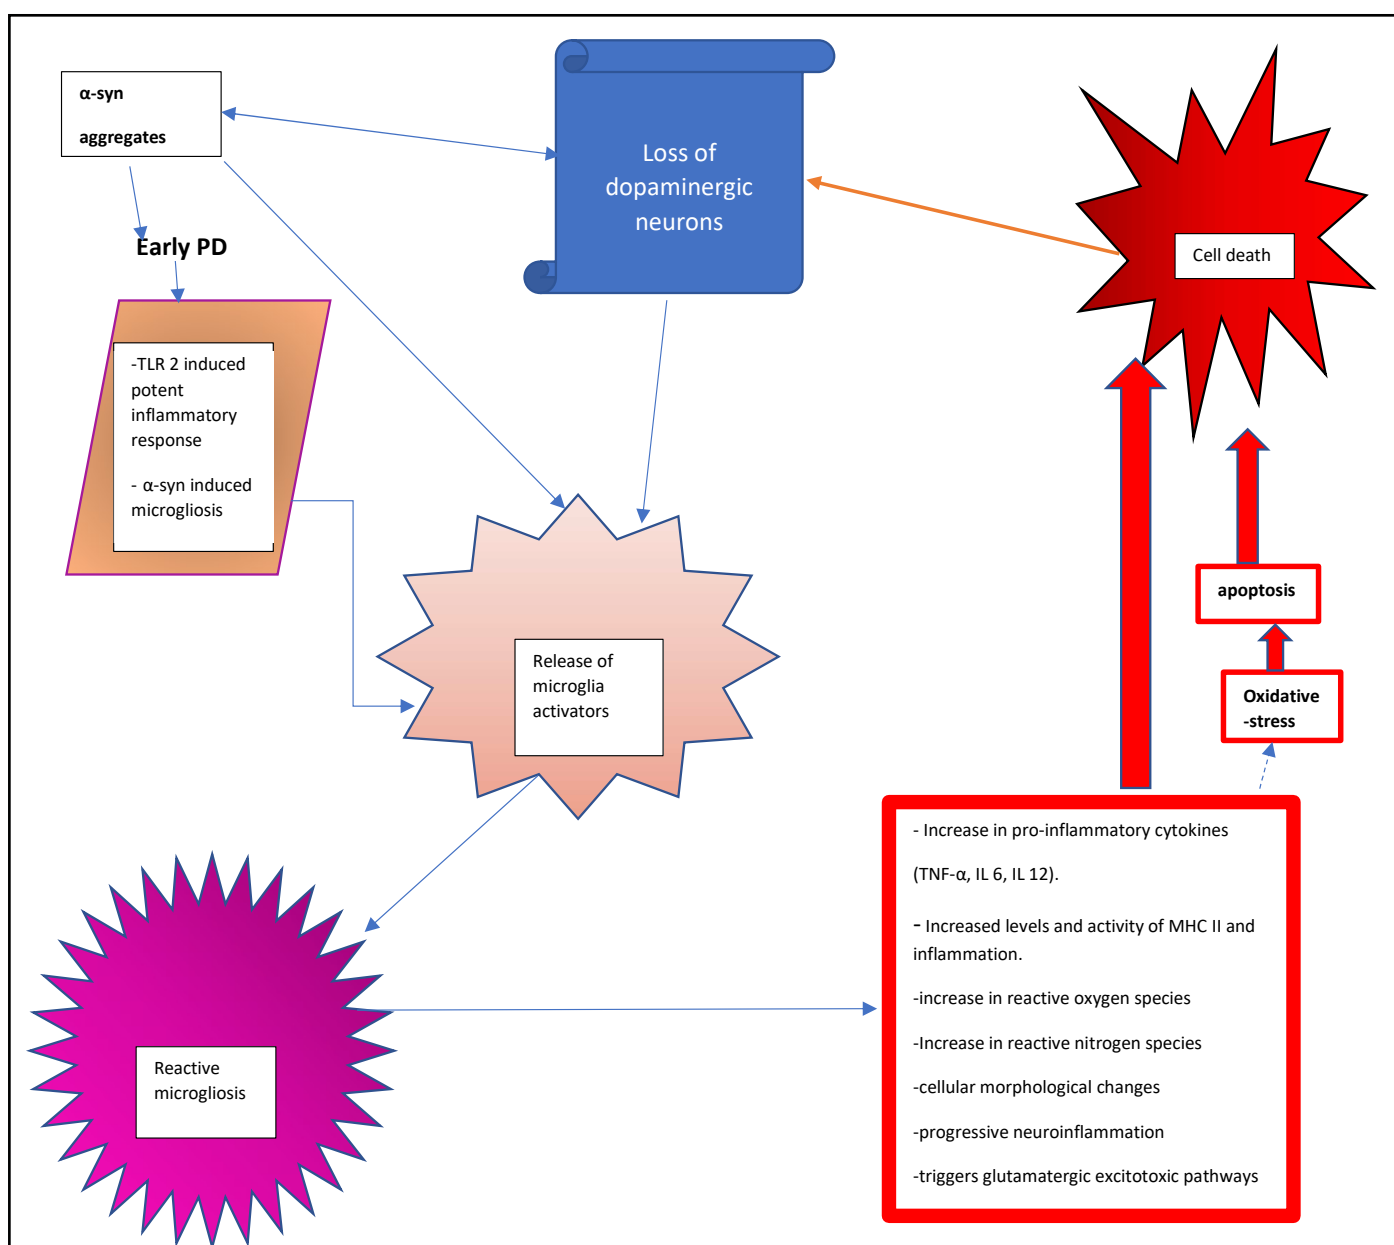 α-syn
aggregates
Loss of
dopaminergic
neurons
Cell death
Early PD
-TLR 2 induced
potent
inflammatory
response
- α-syn induced
microgliosis
apoptosis
Oxidative
-stress
Release of
microglia
activators
- Increase in pro-inflammatory cytokines
(TNF-α, IL 6, IL 12).
- Increased levels and activity of MHC II and
inflammation.
-increase in reactive oxygen species
-Increase in reactive nitrogen species
-cellular morphological changes
-progressive neuroinflammation
-triggers glutamatergic excitotoxic pathways
Reactive
microgliosis